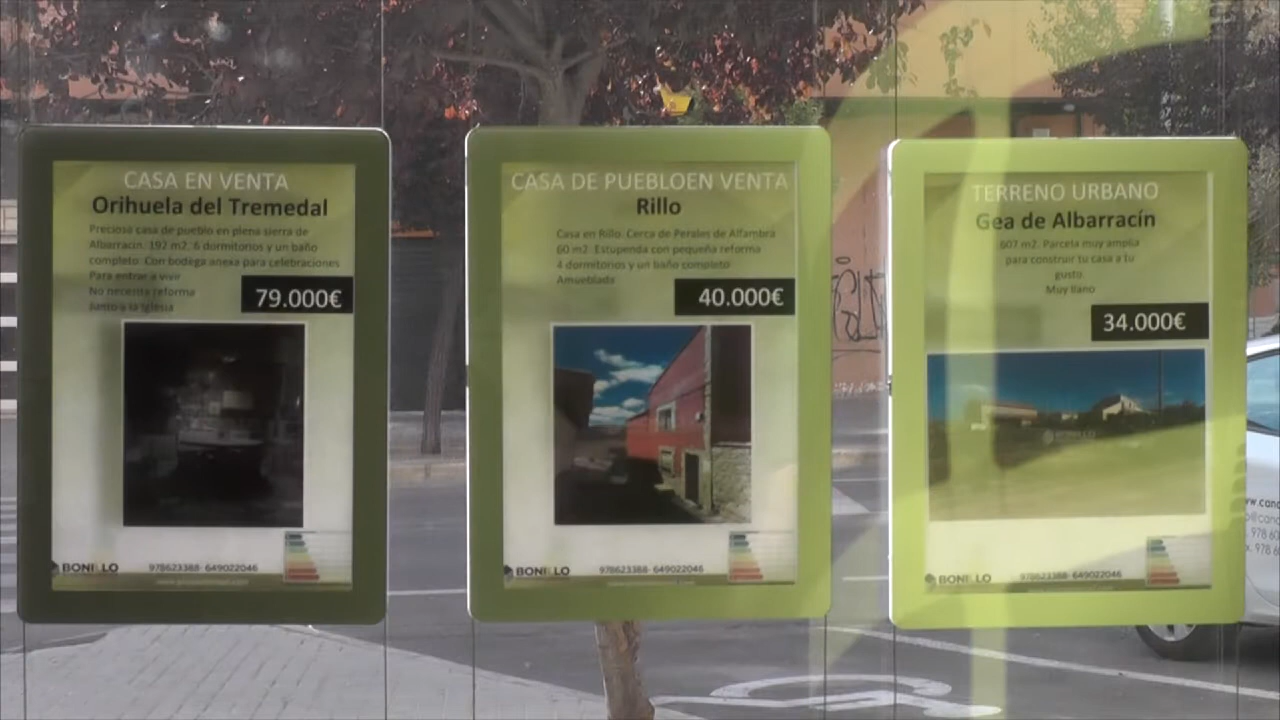 CASA EN VENTA
Orihuela del Tremedal
Preciosa casa de pueblo en plena sierra de
Albarracín. 192 m2. 6 dormitorios y un baño
completo. Con bodega anexa para celebraciones
Para entrar a vivir
No necesita reforma
Junto a la iglesia
79.000€
BONILLO
978623388- 649022046
CASA DE PUEBLOEN VENTA
Rillo
Casa en Rillo. Cerca de Perales de Alfambra
60 m2. Estupenda con pequeña reforma
4 dormitorios y un baño completo
Amueblada
40.000€
BONILLO
978623388- 649022046
TERRENO URBANO
Gea de Albarracín
607 m2. Parcela muy amplia
para construir tu casa a tu
gusto.
Muy llano
34.000€
BONILLO
978623388- 649022046